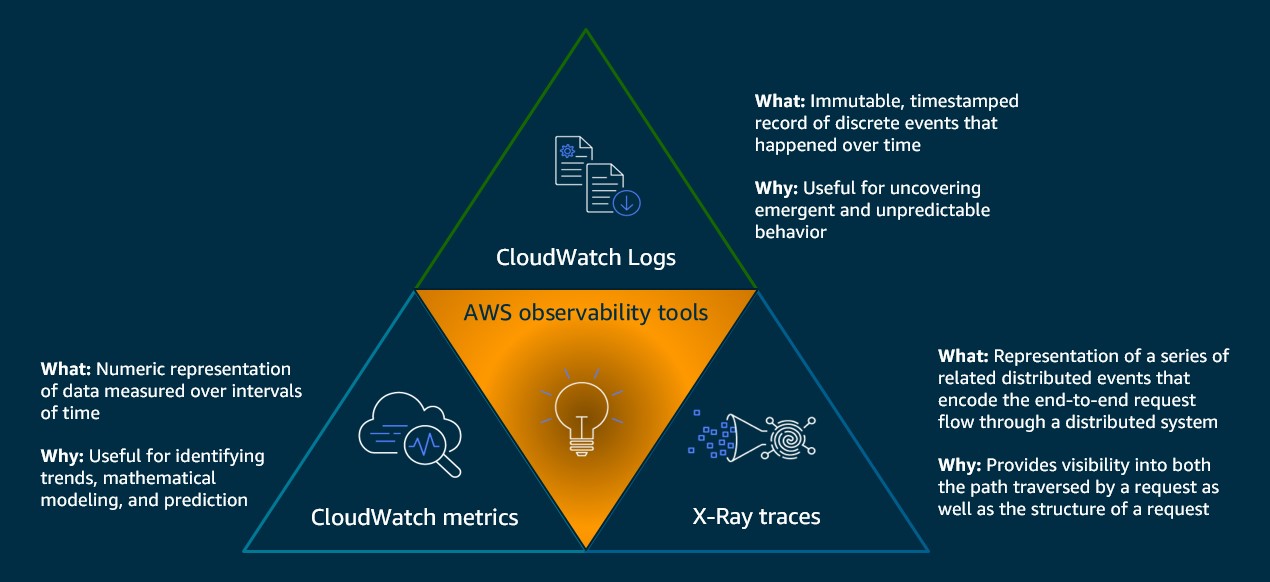 What: Immutable, timestamped
record of discrete events that
happened over time
Why: Useful for uncovering
emergent and unpredictable
behavior
CloudWatch Logs
AWS observability tools
What: Numeric representation
of data measured over intervals
of time
Why: Useful for identifying
trends, mathematical
modeling, and prediction
CloudWatch metrics
X-Ray traces
What: Representation of a series of
related distributed events that
encode the end-to-end request
flow through a distributed system
Why: Provides visibility into both
the path traversed by a request as
well as the structure of a request